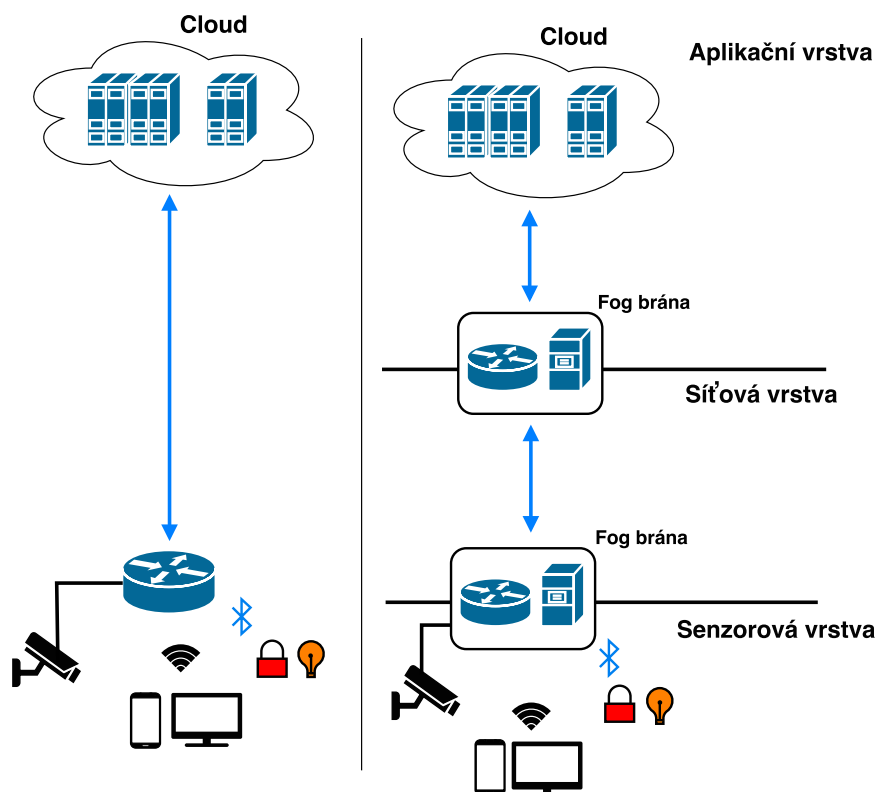 Cloud
Cloud
Aplikační vrstva
Fog brána
Síťová vrstva
Fog brána
Senzorová vrstva